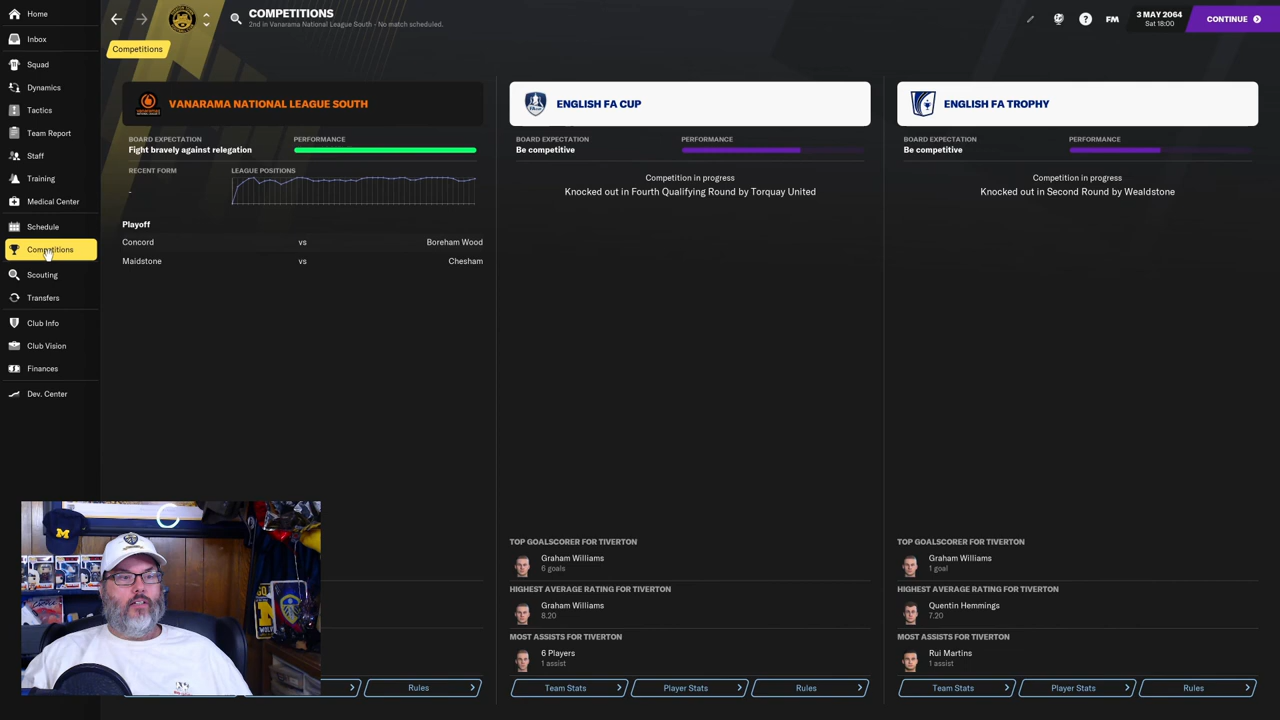 Home
Inbox
Squad
Dynamics
Tactics
Team Report
Staff
Training
Medical Center
Schedule
Competitions
Scouting
Transfers
Club Info
Club Vision
Finances
Dev. Center
COMPETITIONS
2nd in Vanarama National League South - No match scheduled.
FM
3 MAY 2064
Sat 18:00
CONTINUE
Competitions
VANARAMA NATIONAL LEAGUE SOUTH
BOARD EXPECTATION
PERFORMANCE
Fight bravely against relegation
RECENT FORM
LEAGUE POSITIONS
-
Playoff
Concord vs Boreham Wood
Maidstone vs Chesham
Rules
ENGLISH FA CUP
BOARD EXPECTATION
PERFORMANCE
Be competitive
Competition in progress
Knocked out in Fourth Qualifying Round by Torquay United
TOP GOALSCORER FOR TIVERTON
Graham Williams
6 goals
HIGHEST AVERAGE RATING FOR TIVERTON
Graham Williams
8.20
MOST ASSISTS FOR TIVERTON
6 Players
1 assist
Team Stats
Player Stats
Rules
ENGLISH FA TROPHY
BOARD EXPECTATION
PERFORMANCE
Be competitive
Competition in progress
Knocked out in Second Round by Wealdstone
TOP GOALSCORER FOR TIVERTON
Graham Williams
1 goal
HIGHEST AVERAGE RATING FOR TIVERTON
Quentin Hemmings
7.20
MOST ASSISTS FOR TIVERTON
Rui Martins
1 assist
Team Stats
Player Stats
Rules
M